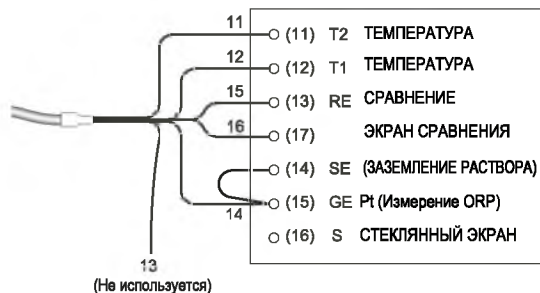 11 (11) T2 ТЕМПЕРАТУРА
12 (12) T1 ТЕМПЕРАТУРА
15 (13) RE СРАВНЕНИЕ
16 (17) ЭКРАН СРАВНЕНИЯ
(14) SE (ЗАЗЕМЛЕНИЕ РАСТВОРА)
14 (15) GE Pt (Измерение ORP)
(16) S СТЕКЛЯННЫЙ ЭКРАН
13
(Не используется)